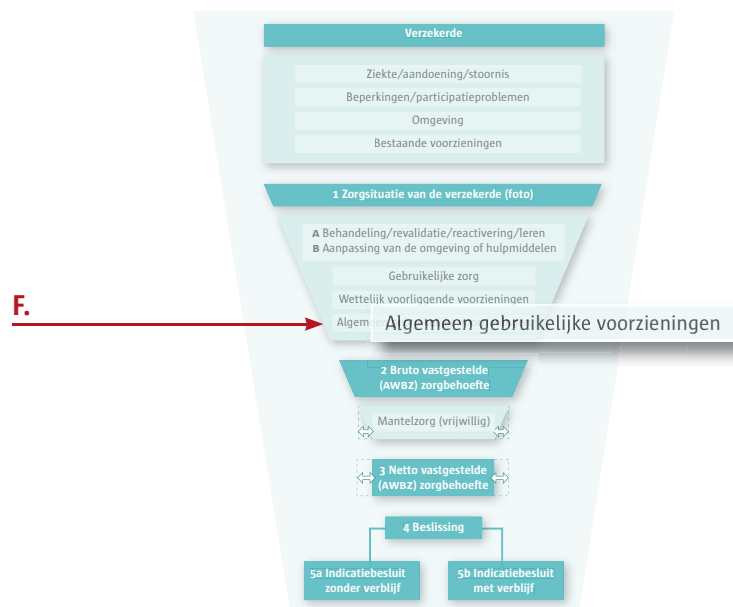 Verzekerde
Ziekte/aandoening/stoornis
Beperkingen/participatieproblemen
Omgeving
Bestaande voorzieningen
1 Zorgsituatie van de verzekerde (foto)
A Behandeling/revalidatie/reactivering/leren
B Aanpassing van de omgeving of hulpmiddelen
Gebruikelijke zorg
Wettelijk voorliggende voorzieningen
F.
Algemeen gebruikelijke voorzieningen
2 Bruto vastgestelde
(AWBZ) zorgbehoefte
Mantelzorg (vrijwillig)
3 Netto vastgestelde
(AWBZ) zorgbehoefte
4 Beslissing
5a Indicatiebesluit
zonder verblijf
5b Indicatiebesluit
met verblijf